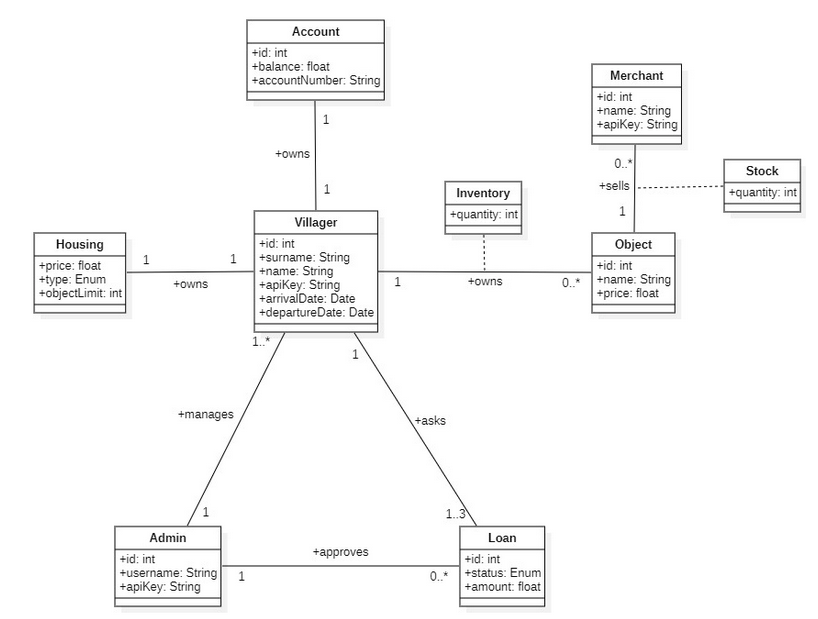 Account
+id: int
+balance: float
+accountNumber: String
Merchant
+id: int
+name: String
+apiKey: String
1
+owns
1
0..*
+sells
1
Stock
+quantity: int
Inventory
+quantity: int
Villager
+id: int
+surname: String
+name: String
+apiKey: String
+arrivalDate: Date
+departureDate: Date
Housing
+price: float
+type: Enum
+objectLimit: int
1
1
+owns
Object
+id: int
+name: String
+price: float
1
+owns
0..*
1..*
1
+manages
+asks
1
1..3
Admin
+id: int
+username: String
+apiKey: String
+approves
1
0..*
Loan
+id: int
+status: Enum
+amount: float